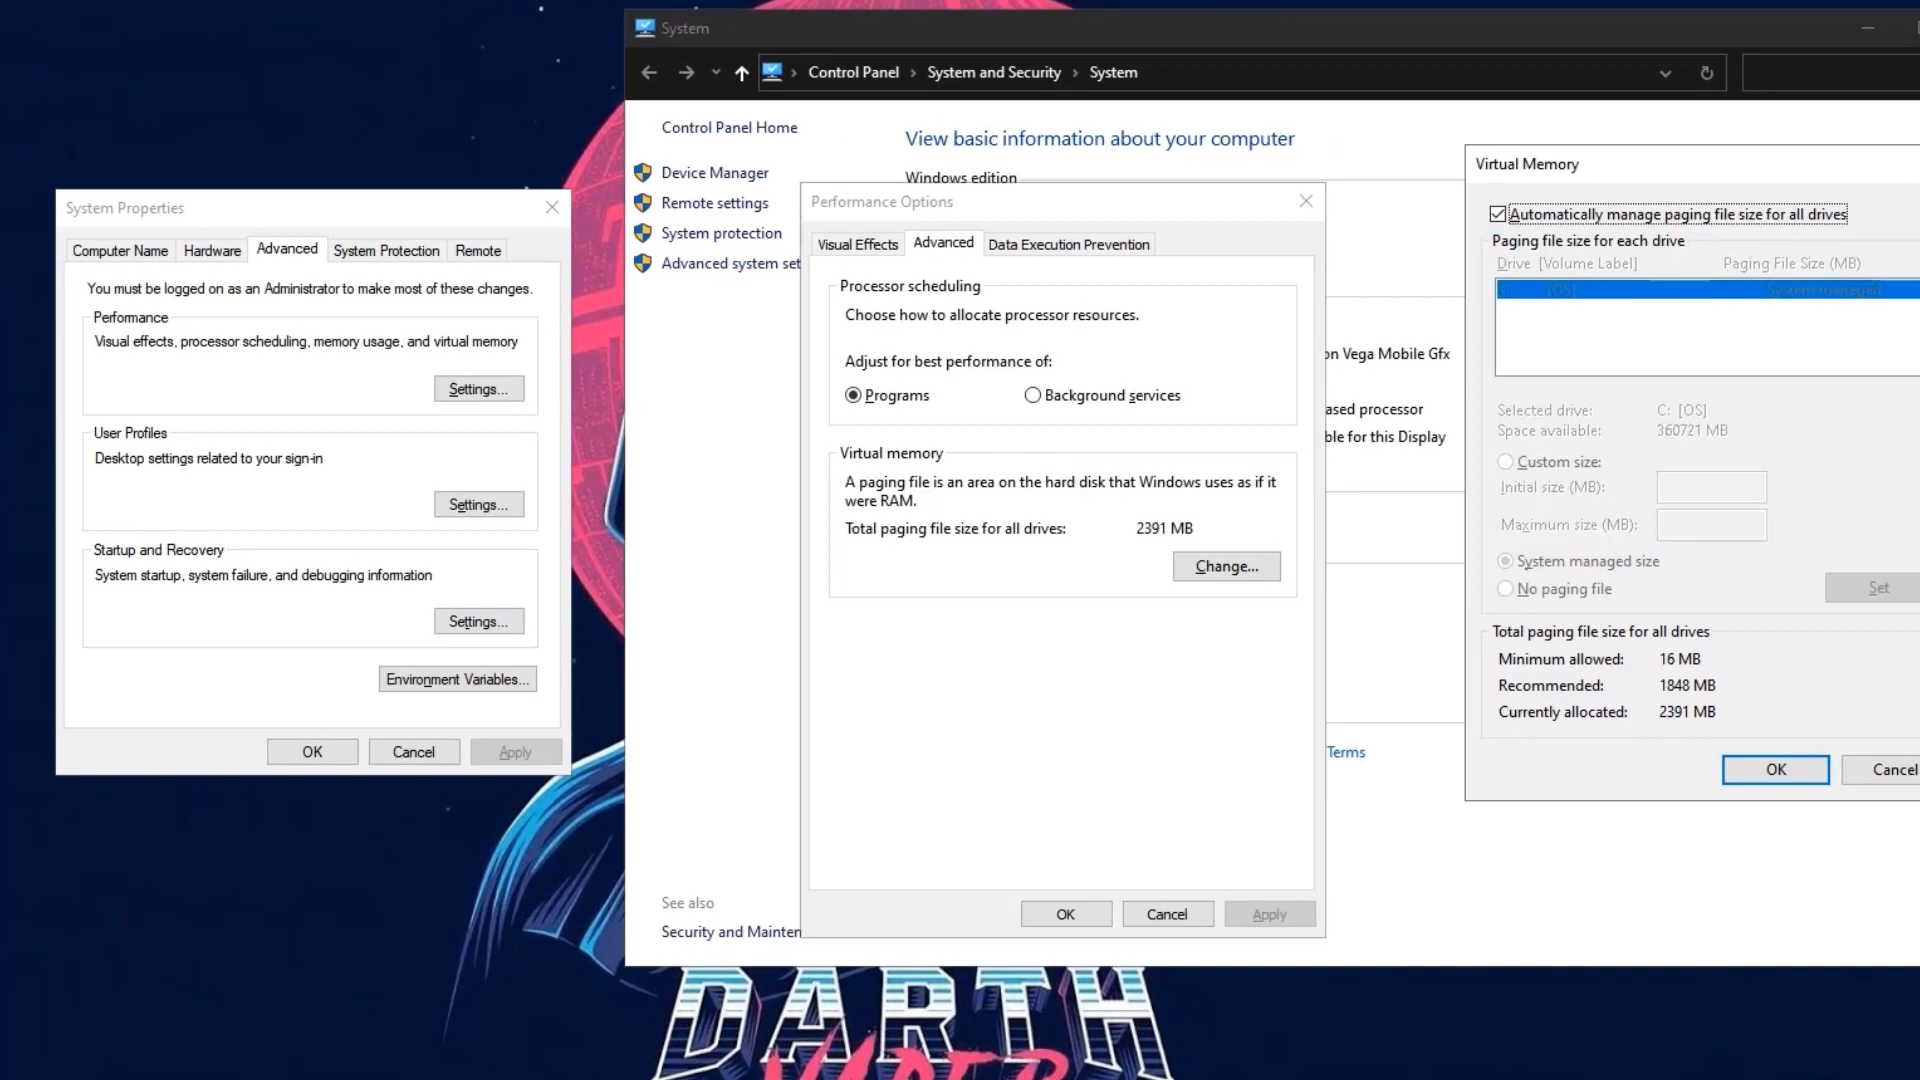 System
Control Panel
System and Security
System
Control Panel Home
Device Manager
Remote settings
System protection
Advanced system set
View basic information about your computer
Windows edition
on Vega Mobile Gfx
ased processor
ble for this Display
Terms
See also
Security and Mainten
System Properties
Computer Name
Hardware
Advanced
System Protection
Remote
You must be logged on as an Administrator to make most of these changes.
Performance
Visual effects, processor scheduling, memory usage, and virtual memory
Settings...
User Profiles
Desktop settings related to your sign-in
Settings...
Startup and Recovery
System startup, system failure, and debugging information
Settings...
Environment Variables...
OK
Cancel
Apply
Performance Options
Visual Effects
Advanced
Data Execution Prevention
Processor scheduling
Choose how to allocate processor resources.
Adjust for best performance of:
Programs
Background services
Virtual memory
A paging file is an area on the hard disk that Windows uses as if it
were RAM.
Total paging file size for all drives: 2391 MB
Change...
OK
Cancel
Apply
Virtual Memory
Automatically manage paging file size for all drives
Paging file size for each drive
Drive [Volume Label] Paging File Size (MB)
C: [OS] System managed
Selected drive: C: [OS]
Space available: 360721 MB
Custom size:
Initial size (MB):
Maximum size (MB):
System managed size
No paging file
Set
Total paging file size for all drives
Minimum allowed: 16 MB
Recommended: 1848 MB
Currently allocated: 2391 MB
OK
Cancel
DARTH
VADER